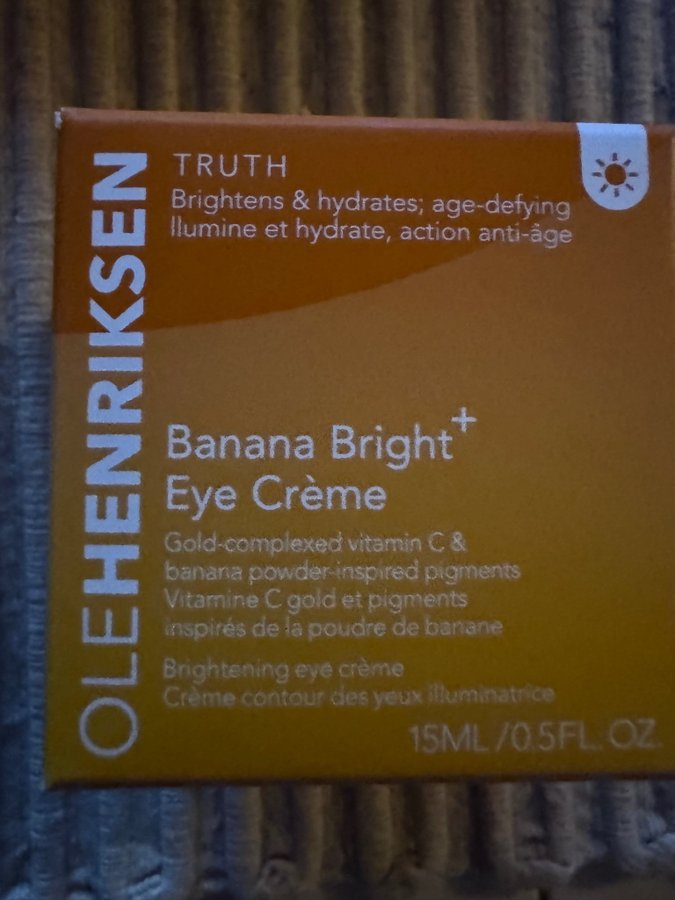 OLEHENRIKSEN
TRUTH
Brightens & hydrates; age-defying
Illumine et hydrate, action anti-âge
Banana Bright+
Eye Crème
Gold-complexed vitamin C &
banana powder-inspired pigments
Vitamine C gold et pigments
inspirés de la poudre de banane
Brightening eye crème
Crème contour des yeux illuminatrice
15ML/0.5FL. OZ.